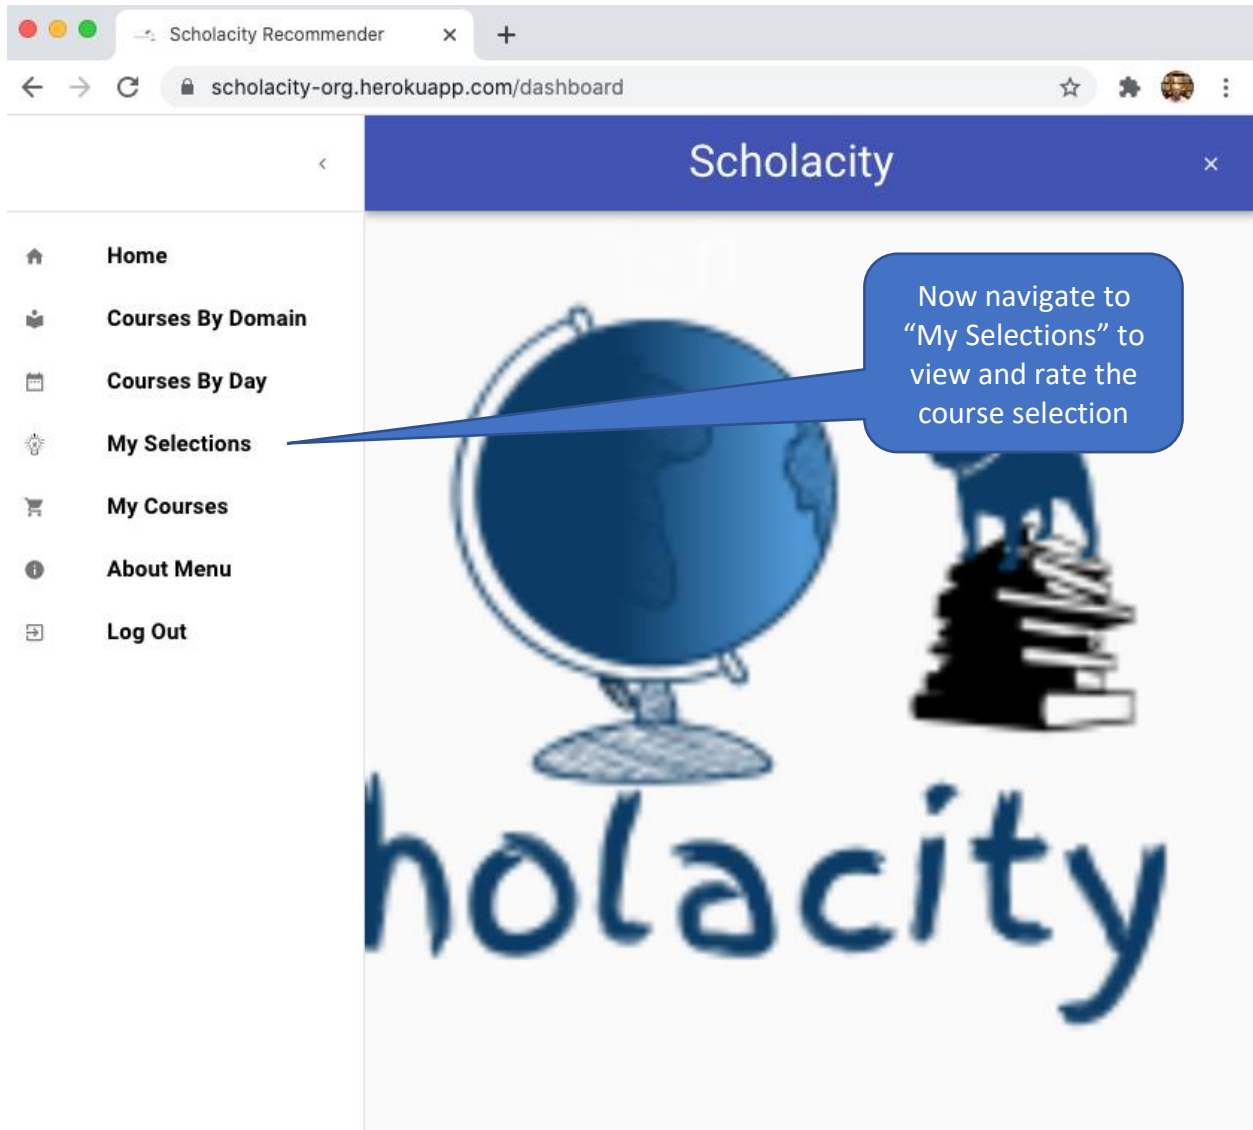 Scholacity Recommender
scholacity-org.herokuapp.com/dashboard
Scholacity
Home
Courses By Domain
Courses By Day
My Selections
My Courses
About Menu
Log Out
Now navigate to
“My Selections” to
view and rate the
course selection
holacity